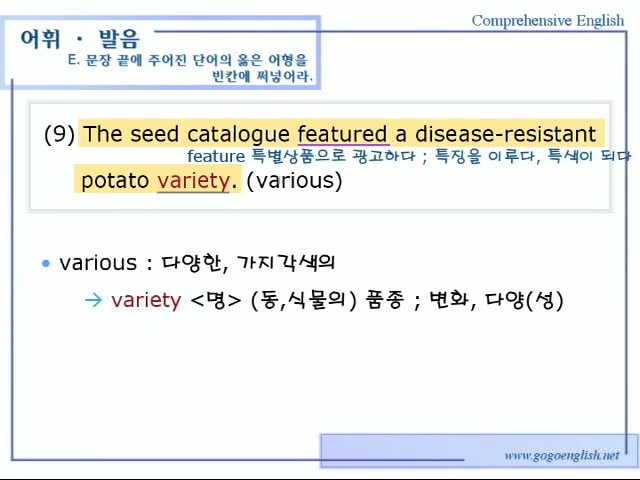 Comprehensive English
어휘 · 발음
E. 문장 끝에 주어진 단어의 옳은 어형을
빈칸에 써넣어라.
(9) The seed catalogue featured a disease-resistant
feature 특별상품으로 광고하다 ; 특징을 이루다, 특색이 되다
potato variety. (various)
• various : 다양한, 가지각색의
→ variety <명> (동,식물의) 품종 ; 변화, 다양(성)
www.gogoenglish.net